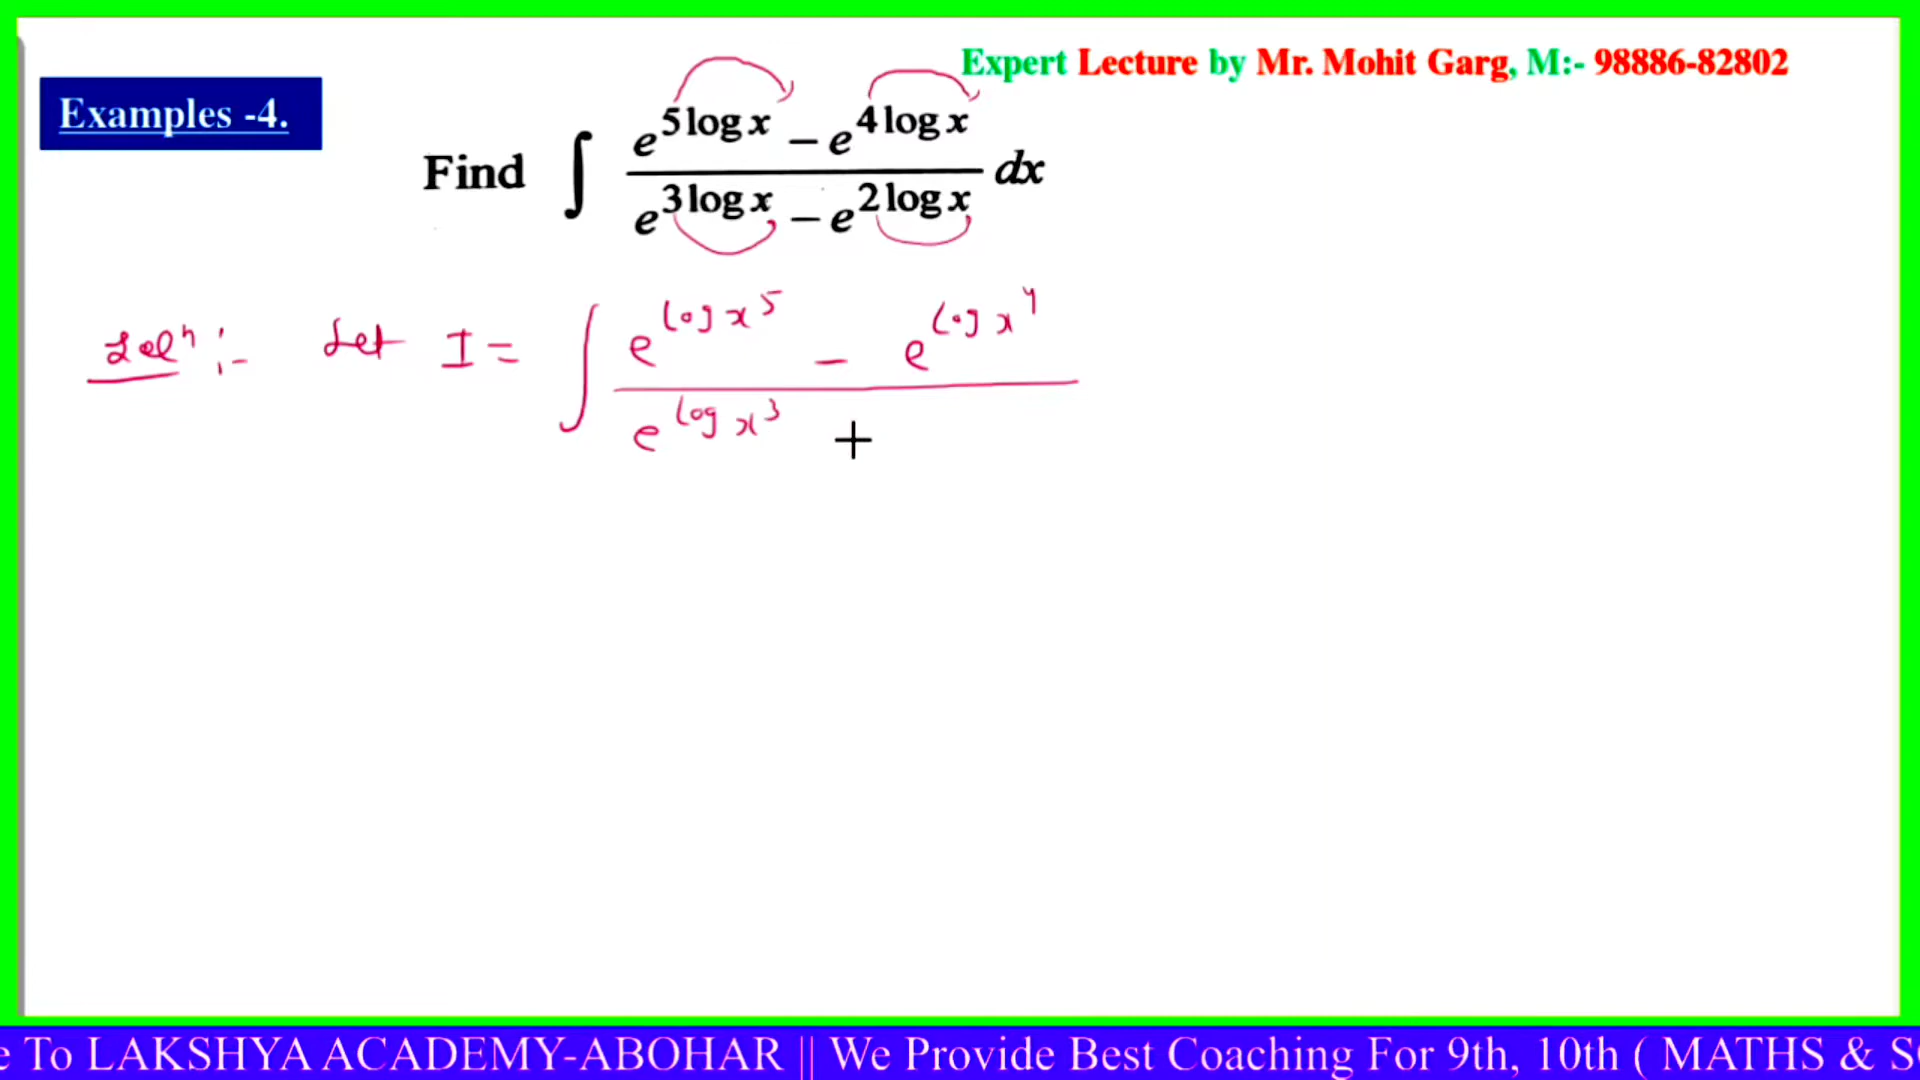 Expert Lecture by Mr. Mohit Garg, M:- 98886-82802
Examples -4.
Find ∫ (e^{5 log x} – e^{4 log x}) / (e^{3 log x} – e^{2 log x}) dx
Solⁿ :- Let I = ∫ (e^{log x^5} – e^{log x^4}) / (e^{log x^3}
e To LAKSHYA ACADEMY-ABOHAR || We Provide Best Coaching For 9th, 10th ( MATHS & S